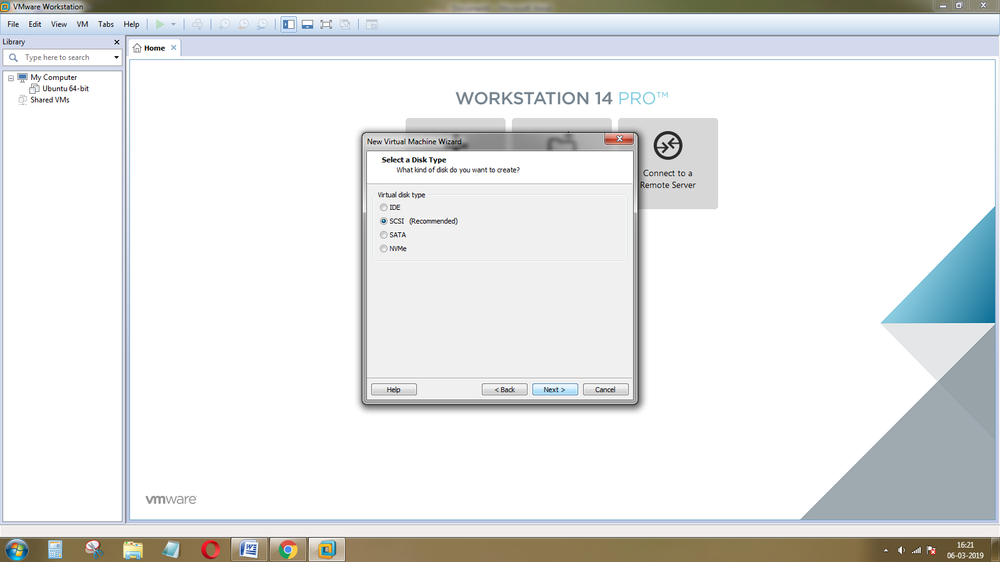 VMware Workstation
File Edit View VM Tabs Help
Library
Type here to search
Home
My Computer
Ubuntu 64-bit
Shared VMs
WORKSTATION 14 PRO™
Connect to a
Remote Server
New Virtual Machine Wizard
Select a Disk Type
What kind of disk do you want to create?
Virtual disk type
IDE
SCSI (Recommended)
SATA
NVMe
Help
< Back
Next >
Cancel
vmware
16:21
06-03-2019